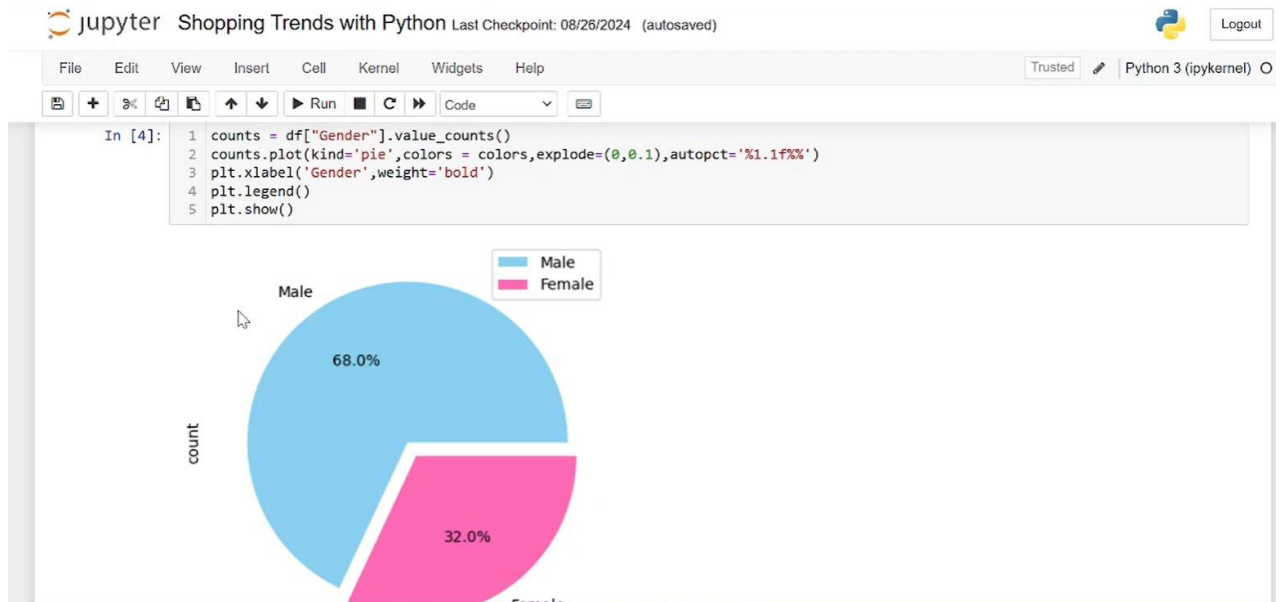 jupyter Shopping Trends with Python Last Checkpoint: 08/26/2024 (autosaved)
Logout
File Edit View Insert Cell Kernel Widgets Help
Trusted Python 3 (ipykernel)
Run Code
In [4]:
1 counts = df["Gender"].value_counts()
2 counts.plot(kind='pie',colors = colors,explode=(0,0.1),autopct='%1.1f%%')
3 plt.xlabel('Gender',weight='bold')
4 plt.legend()
5 plt.show()
Male
Female
Male
68.0%
count
32.0%